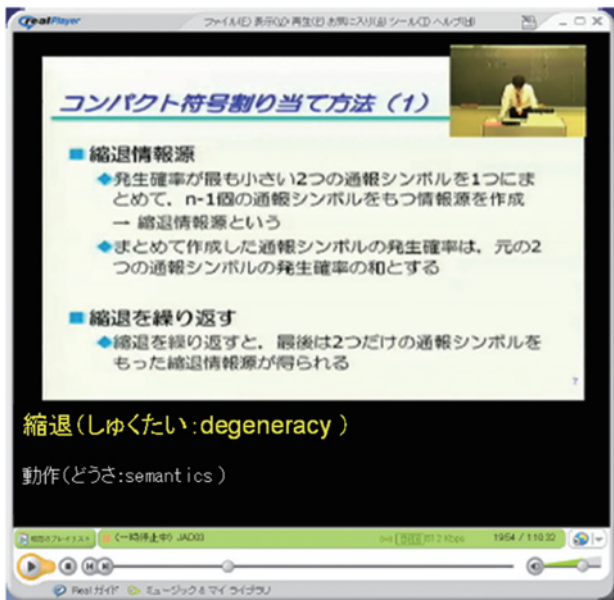 realPlayer
ファイル(F) 表示(V) 再生(P) お気に入り(A) ツール(T) ヘルプ(H)
コンパクト符号割り当て方法（1）
■縮退情報源
◆発生確率が最も小さい2つの通報シンボルを1つにま
とめて，n-1個の通報シンボルをもつ情報源を作成
→ 縮退情報源という
◆まとめて作成した通報シンボルの発生確率は，元の2
つの通報シンボルの発生確率の和とする
■縮退を繰り返す
◆縮退を繰り返すと，最後は2つだけの通報シンボルを
もった縮退情報源が得られる
7
縮退(しゅくたい:degeneracy )
動作(どうさ:semantics )
(一時停止中) JAD03
Real ガイド ミュージック & マイ ライブラリ